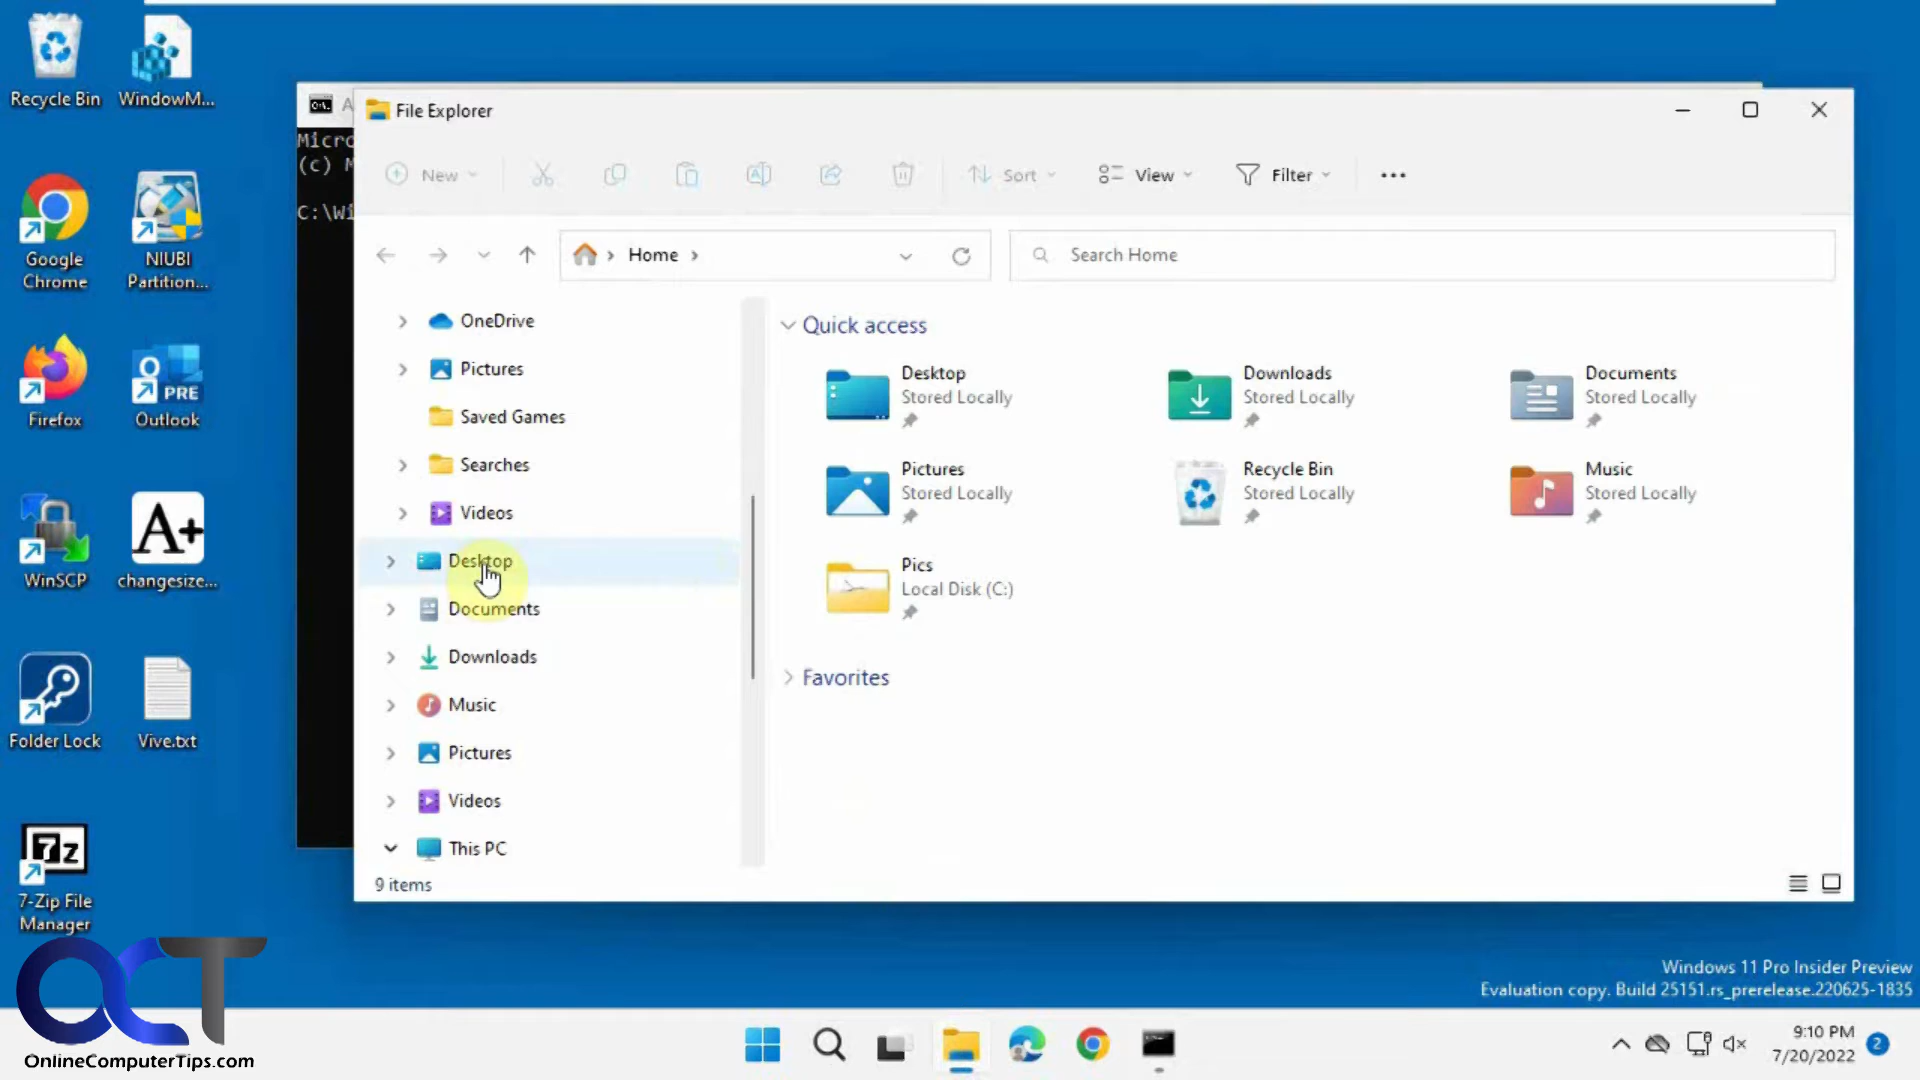 Recycle Bin
WindowM...
Google
Chrome
NIUBI
Partition...
Firefox
Outlook
PRE
WinSCP
changesize...
A+
Folder Lock
Vive.txt
7-Zip File
Manager
7z
OCT
OnlineComputerTips.com
A
Micro
(c) M
C:\Wi
File Explorer
New
Sort
View
Filter
Home
Search Home
OneDrive
Pictures
Saved Games
Searches
Videos
Desktop
Documents
Downloads
Music
Pictures
Videos
This PC
Quick access
Desktop
Stored Locally
Downloads
Stored Locally
Documents
Stored Locally
Pictures
Stored Locally
Recycle Bin
Stored Locally
Music
Stored Locally
Pics
Local Disk (C:)
Favorites
9 items
Windows 11 Pro Insider Preview
Evaluation copy. Build 25151.rs_prerelease.220625-1835
9:10 PM
7/20/2022
2